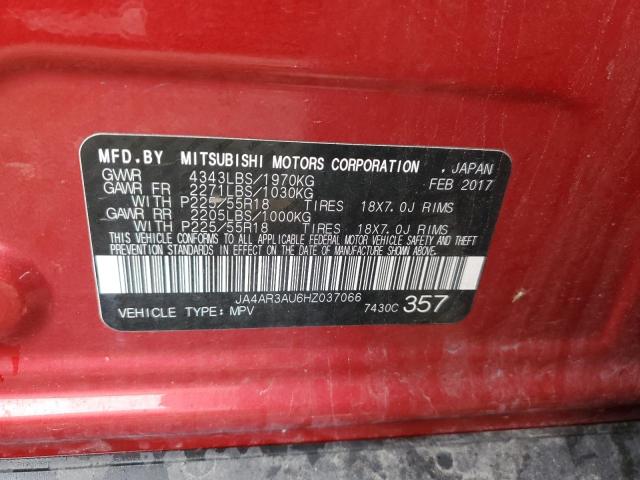 MFD.BY MITSUBISHI MOTORS CORPORATION , JAPAN
GVWR 4343LBS/1970KG FEB 2017
GAWR FR 2271LBS/1030KG
WITH P225/55R18 TIRES 18X7.0J RIMS
GAWR RR 2205LBS/1000KG
WITH P225/55R18 TIRES 18X7.0J RIMS
THIS VEHICLE CONFORMS TO ALL APPLICABLE FEDERAL MOTOR VEHICLE SAFETY AND THEFT
PREVENTION STANDARDS IN EFFECT ON THE DATE OF MANUFACTURE SHOWN ABOVE.
JA4AR3AU6HZ037066
VEHICLE TYPE: MPV 7430C 357